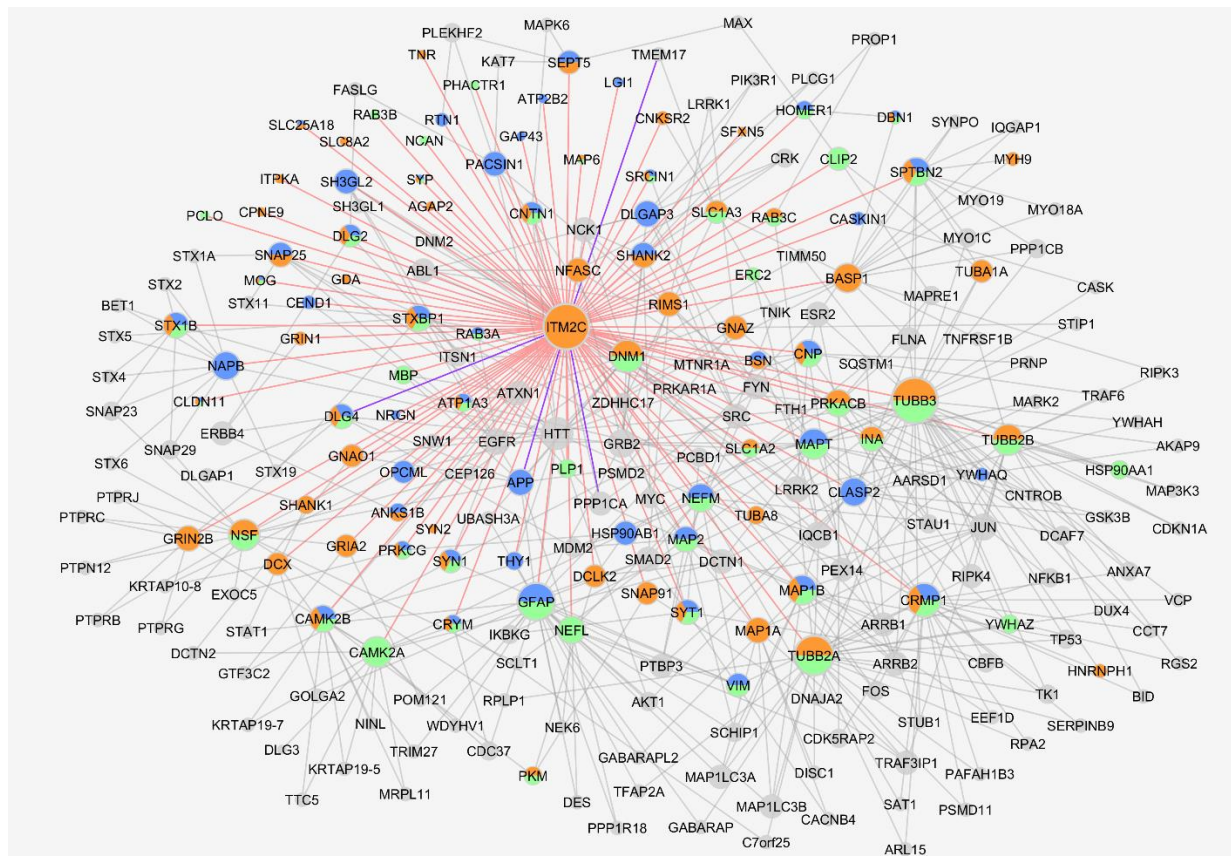 MAPK6
MAX
PLEKHF2
PROP1
TNR
KAT7
SEPT5
TMEM17
PHACTR1
LGI1
PIK3R1
PLCG1
FASLG
ATP2B2
LRRK1
HOMER1
RAB3B
RTN1
CNKSR2
DBN1
SLC25A18
GAP43
SFXN5
SYNPO
IQGAP1
SLC8A2
NCAN
PACSIN1
MAP6
CRK
CLIP2
MYH9
ITPKA
SH3GL2
SYP
SRCIN1
SPTBN2
MYO19
SH3GL1
AGAP2
PCLO
CPNE9
CNTN1
DLGAP3
SLC1A3
RAB3C
CASKIN1
MYO18A
DLG2
DNM2
NCK1
MYO1C
PPP1CB
STX1A
SNAP25
SHANK2
TIMM50
ABL1
NFASC
STX2
MOG
GDA
ERC2
BASP1
TUBA1A
STX11
CASK
BET1
CEND1
RIMS1
MAPRE1
STX1B
STXBP1
ITM2C
TNIK
ESR2
STIP1
STX5
GRIN1
RAB3A
GNAZ
FLNA
TNFRSF1B
ITSN1
DNM1
CNP
NAPB
MTNR1A
BSN
SQSTM1
PRNP
STX4
MBP
RIPK3
CLDN11
PRKAR1A
FYN
ATXN1
TUBB3
MARK2
TRAF6
SNAP23
DLG4
NRGN
ATP1A3
ZDHHC17
FTH1
PRKACB
ERBB4
SRC
YWHAH
SNW1
EGFR
HTT
GRB2
MAPT
INA
TUBB2B
SNAP29
GNAO1
SLC1A2
AKAP9
STX6
DLGAP1
STX19
CEP126
PLP1
PSMD2
PCBD1
AARSD1
YWHAQ
HSP90AA1
OPCML
APP
LRRK2
CLASP2
MAP3K3
PTPRJ
SHANK1
PPP1CA
MYC
NEFM
CNTROB
PTPRC
ANKS1B
TUBA8
STAU1
GSK3B
CDKN1A
GRIN2B
NSF
SYN2
UBASH3A
HSP90AB1
MAP2
IQCB1
JUN
DCAF7
GRIA2
PRKCG
MDM2
SMAD2
DCTN1
PTPN12
DCX
SYN1
THY1
DCLK2
PEX14
RIPK4
NFKB1
ANXA7
KRTAP10-8
EXOC5
GFAP
SNAP91
MAP1B
CRMP1
VCP
PTPRB
PTPRG
CAMK2B
CRYM
SYT1
DUX4
STAT1
NEFL
ARRB1
YWHAZ
TP53
CCT7
DCTN2
CAMK2A
IKBKG
MAP1A
GTF3C2
SCLT1
PTBP3
TUBB2A
ARRB2
CBFB
HNRNPH1
RGS2
GOLGA2
POM121
RPLP1
VIM
DNAJA2
FOS
TK1
BID
KRTAP19-7
NINL
WDYHV1
AKT1
STUB1
EEF1D
SERPINB9
DLG3
TRIM27
CDC37
NEK6
SCHIP1
CDK5RAP2
RPA2
KRTAP19-5
PKM
GABARAPL2
MAP1LC3A
DISC1
TRAF3IP1
PAFAH1B3
TTC5
MRPL11
DES
TFAP2A
MAP1LC3B
SAT1
PSMD11
PPP1R18
GABARAP
CACNB4
C7orf25
ARL15